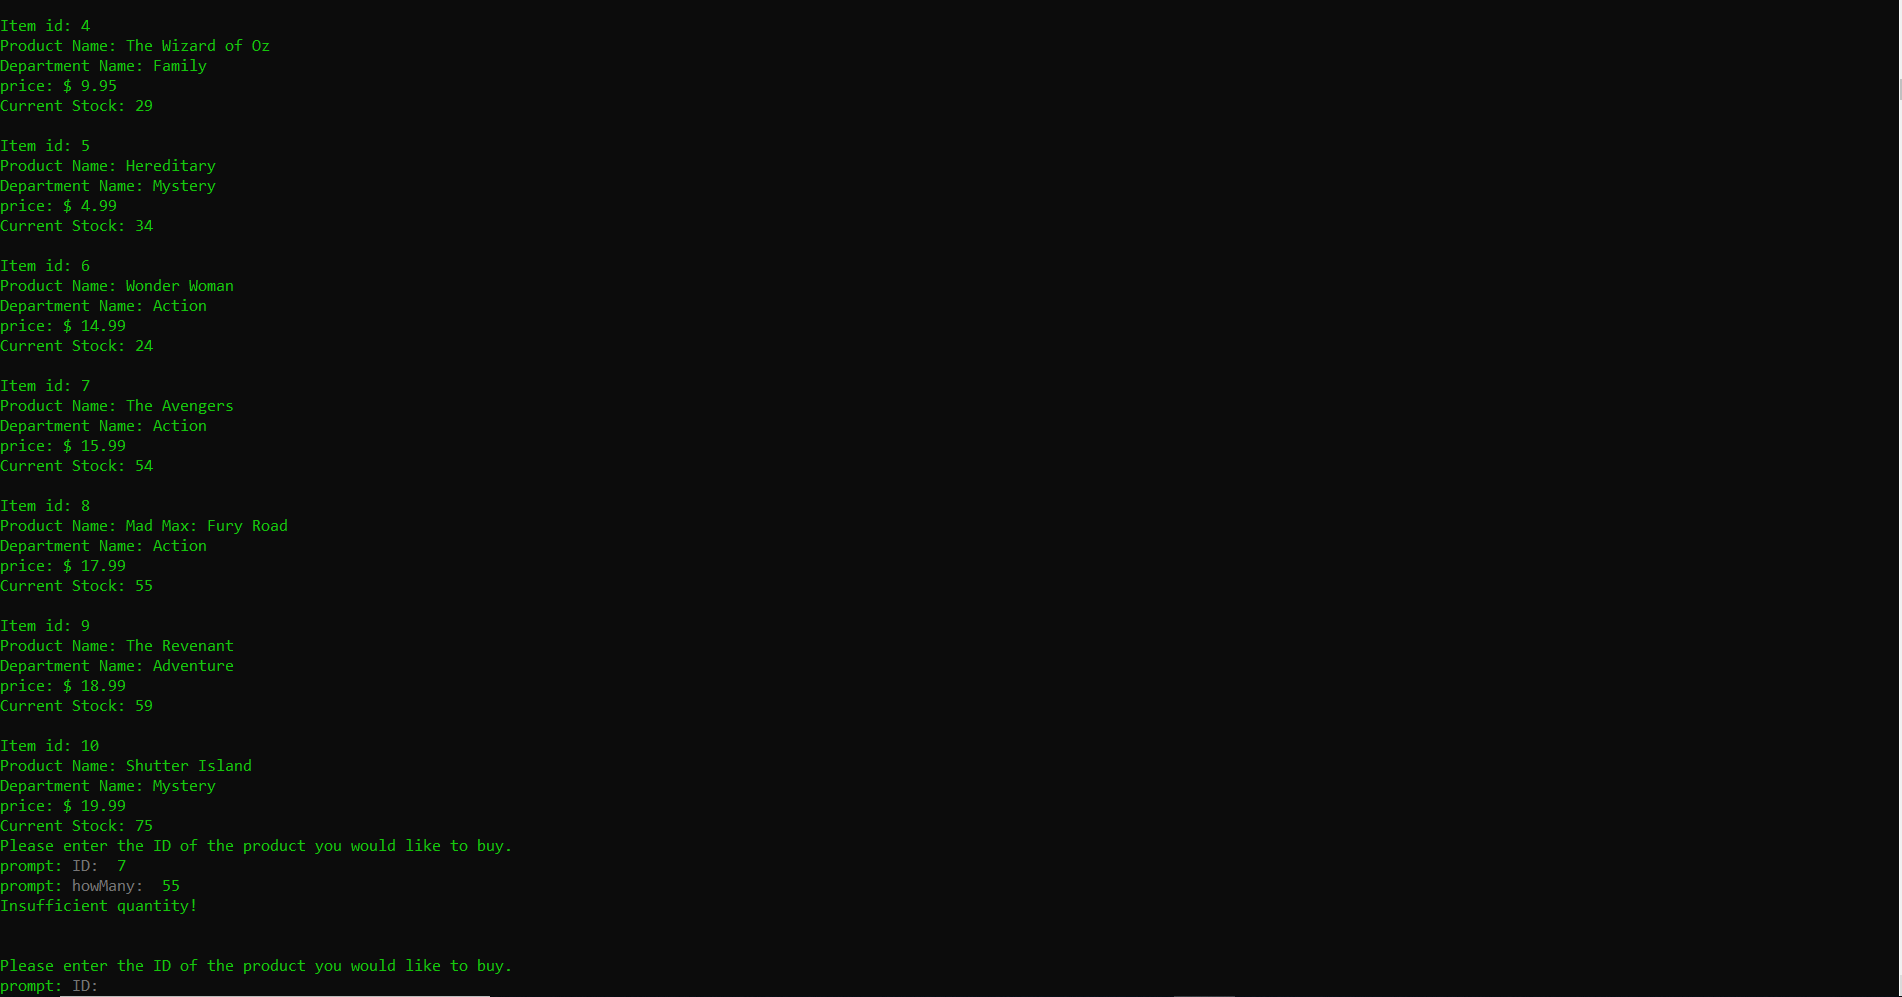 Item id: 4
Product Name: The Wizard of Oz
Department Name: Family
price: $ 9.95
Current Stock: 29
Item id: 5
Product Name: Hereditary
Department Name: Mystery
price: $ 4.99
Current Stock: 34
Item id: 6
Product Name: Wonder Woman
Department Name: Action
price: $ 14.99
Current Stock: 24
Item id: 7
Product Name: The Avengers
Department Name: Action
price: $ 15.99
Current Stock: 54
Item id: 8
Product Name: Mad Max: Fury Road
Department Name: Action
price: $ 17.99
Current Stock: 55
Item id: 9
Product Name: The Revenant
Department Name: Adventure
price: $ 18.99
Current Stock: 59
Item id: 10
Product Name: Shutter Island
Department Name: Mystery
price: $ 19.99
Current Stock: 75
Please enter the ID of the product you would like to buy.
prompt: ID:  7
prompt: howMany:  55
Insufficient quantity!
Please enter the ID of the product you would like to buy.
prompt: ID: